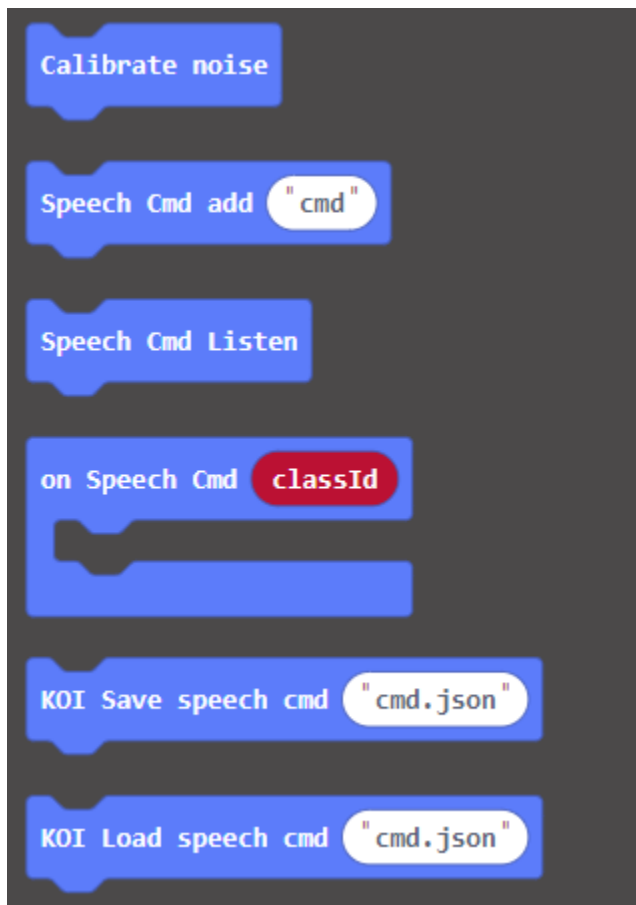 Calibrate noise
Speech Cmd add "cmd"
Speech Cmd Listen
on Speech Cmd classId
KOI Save speech cmd "cmd.json"
KOI Load speech cmd "cmd.json"